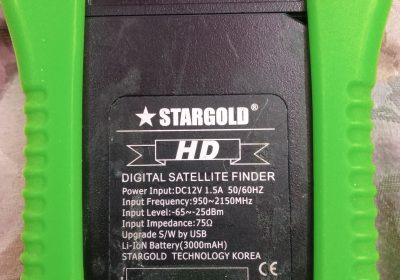 ★ STARGOLD®
HD
DIGITAL SATELLITE FINDER
Power Input:DC12V 1.5A 50/60HZ
Input Frequency:950~2150MHz
Input Level:-65~-25dBm
Input Impedance:75Ω
Upgrade S/W by USB
Li-ION Battery(3000mAH)
STARGOLD TECHNOLOGY KOREA
CE